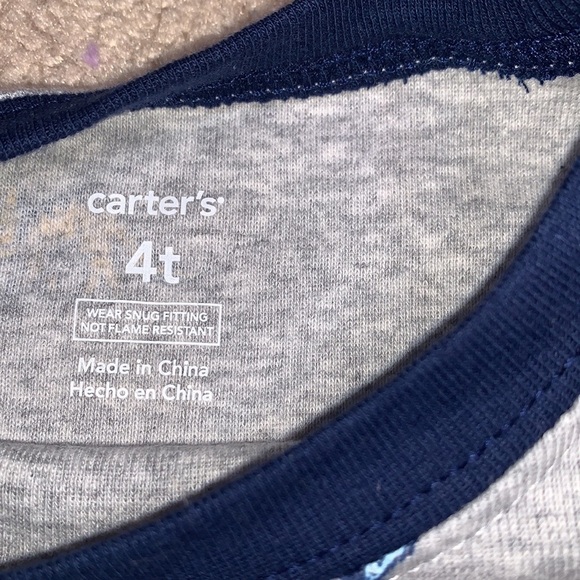 carter's
4t
WEAR SNUG FITTING
NOT FLAME RESISTANT
Made in China
Hecho en China